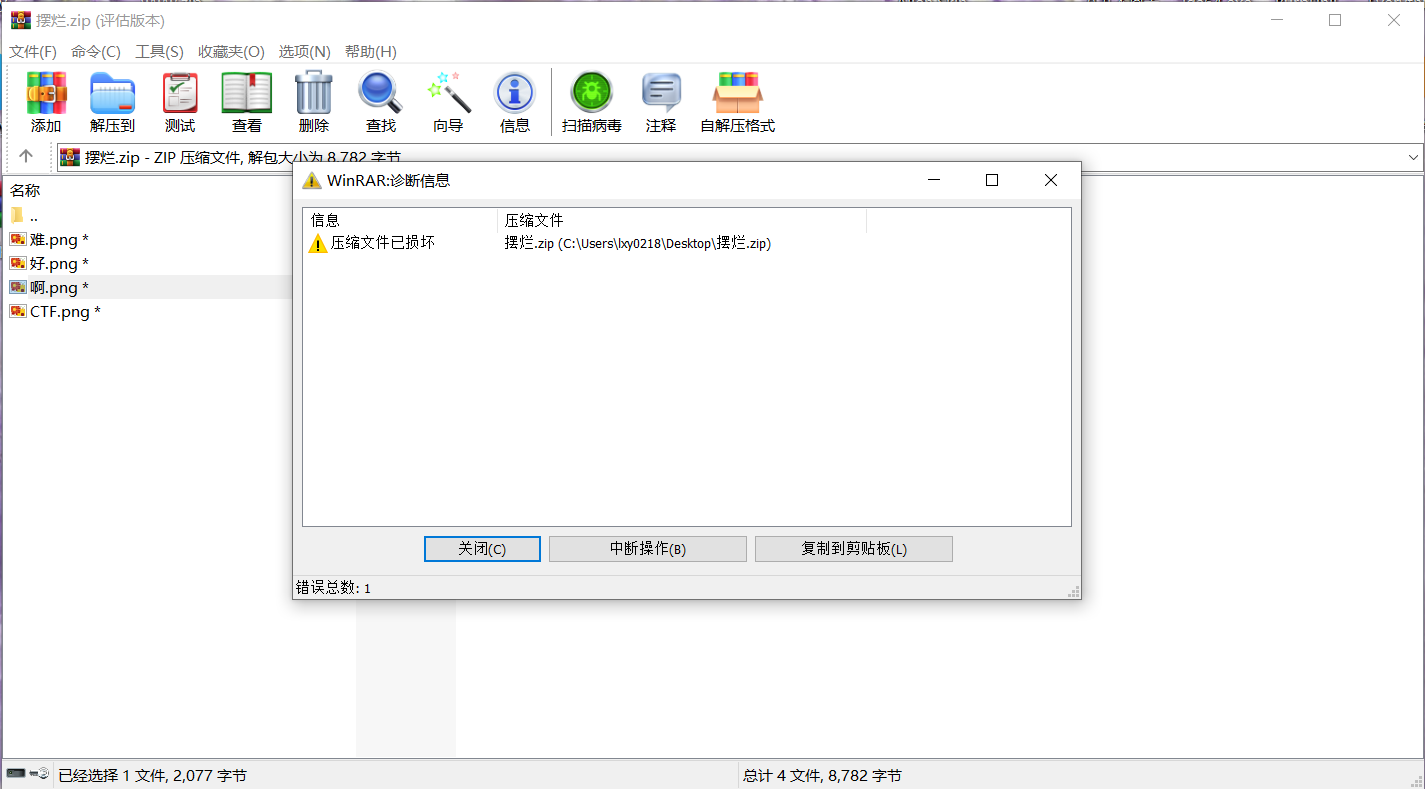 摆烂.zip (评估版本)
文件(F) 命令(C) 工具(S) 收藏夹(O) 选项(N) 帮助(H)
添加 解压到 测试 查看 删除 查找 向导 信息 扫描病毒 注释 自解压格式
摆烂.zip - ZIP 压缩文件, 解包大小为 8,782 字节
名称
..
难.png *
好.png *
啊.png *
CTF.png *
WinRAR:诊断信息
信息 压缩文件
压缩文件已损坏 摆烂.zip (C:\Users\lxy0218\Desktop\摆烂.zip)
关闭(C) 中断操作(B) 复制到剪贴板(L)
错误总数: 1
已经选择 1 文件, 2,077 字节 总计 4 文件, 8,782 字节